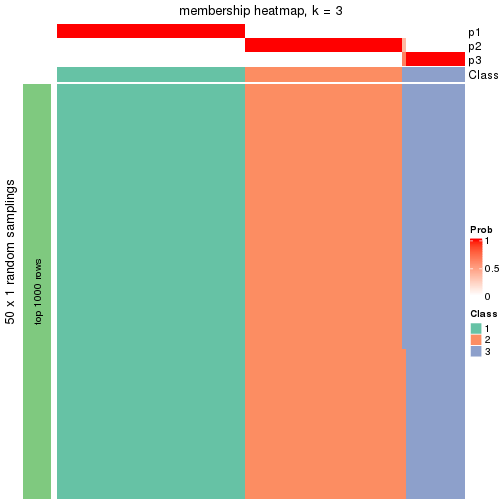 membership heatmap, k = 3
p1
p2
p3
Class
50 x 1 random samplings
top 1000 rows
Prob
1
0.5
0
Class
1
2
3